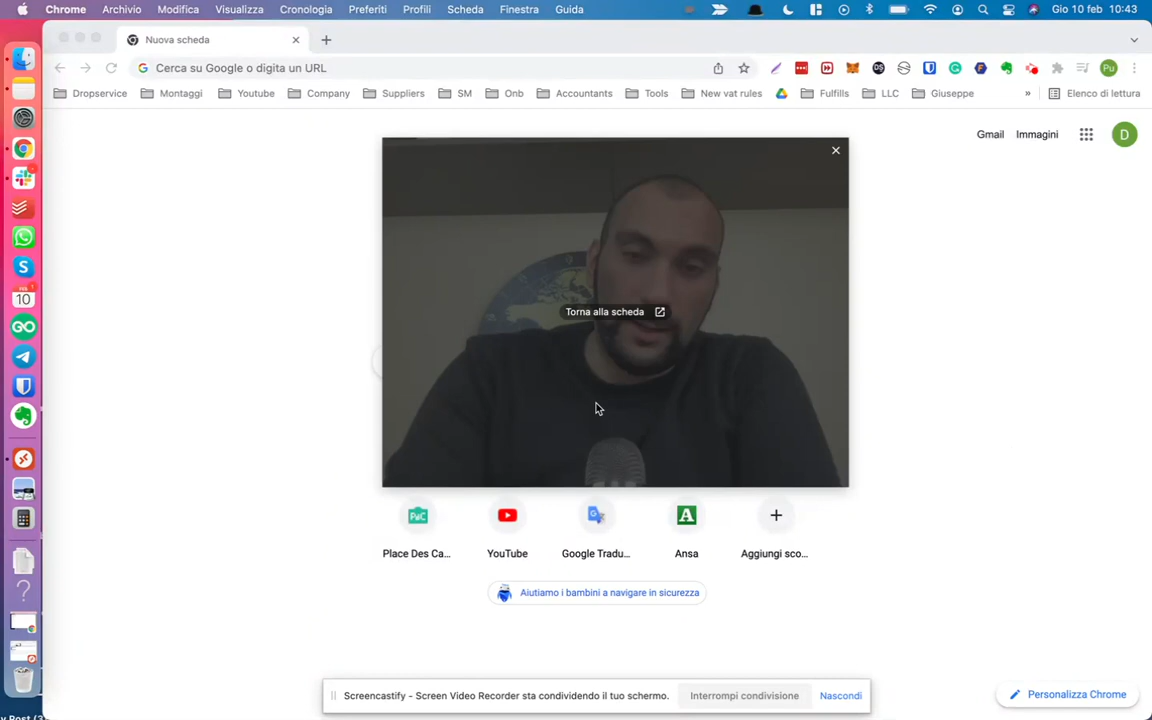 Chrome Archivio Modifica Visualizza Cronologia Preferiti Profili Scheda Finestra Guida Gio 10 feb 10:43
Nuova scheda
Cerca su Google o digita un URL
Pu
Dropservice Montaggi Youtube Company Suppliers SM Onb Accountants Tools New vat rules Fulfills LLC Giuseppe » Elenco di lettura
Gmail Immagini D
Torna alla scheda
Place Des Ca... YouTube Google Tradu... Ansa Aggiungi sco...
Aiutiamo i bambini a navigare in sicurezza
Screencastify - Screen Video Recorder sta condividendo il tuo schermo. Interrompi condivisione Nascondi
Personalizza Chrome